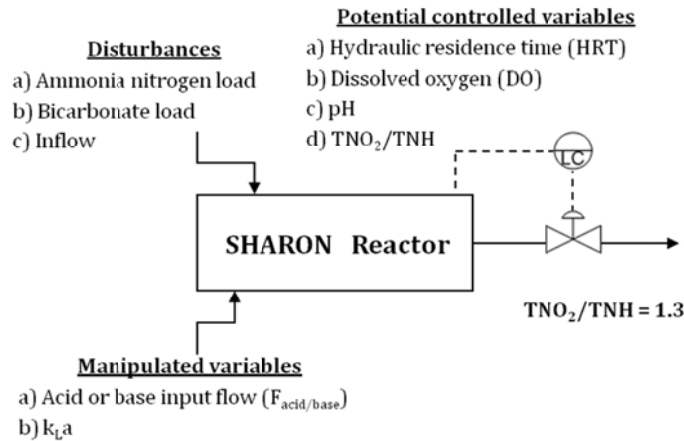 Potential controlled variables
a) Hydraulic residence time (HRT)
b) Dissolved oxygen (DO)
c) pH
d) TNO₂/TNH
Disturbances
a) Ammonia nitrogen load
b) Bicarbonate load
c) Inflow
LC
SHARON Reactor
TNO₂/TNH = 1.3
Manipulated variables
a) Acid or base input flow (F_acid/base)
b) kLa